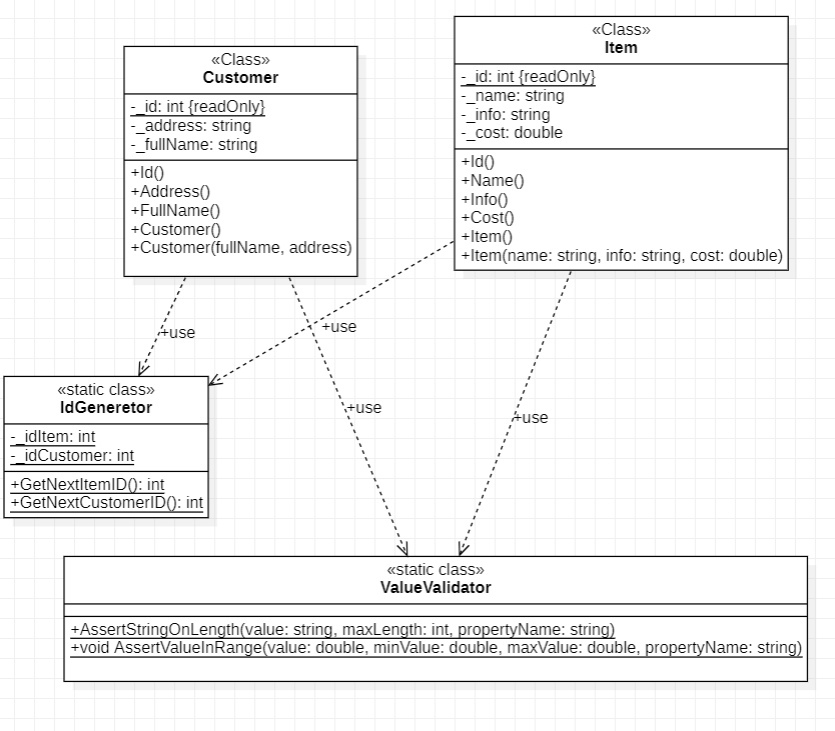 «Class»
Customer
-_id: int {readOnly}
-_address: string
-_fullName: string
+Id()
+Address()
+FullName()
+Customer()
+Customer(fullName, address)
«Class»
Item
-_id: int {readOnly}
-_name: string
-_info: string
-_cost: double
+Id()
+Name()
+Info()
+Cost()
+Item()
+Item(name: string, info: string, cost: double)
+use
+use
+use
+use
«static class»
IdGeneretor
-_idItem: int
-_idCustomer: int
+GetNextItemID(): int
+GetNextCustomerID(): int
«static class»
ValueValidator
+AssertStringOnLength(value: string, maxLength: int, propertyName: string)
+void AssertValueInRange(value: double, minValue: double, maxValue: double, propertyName: string)